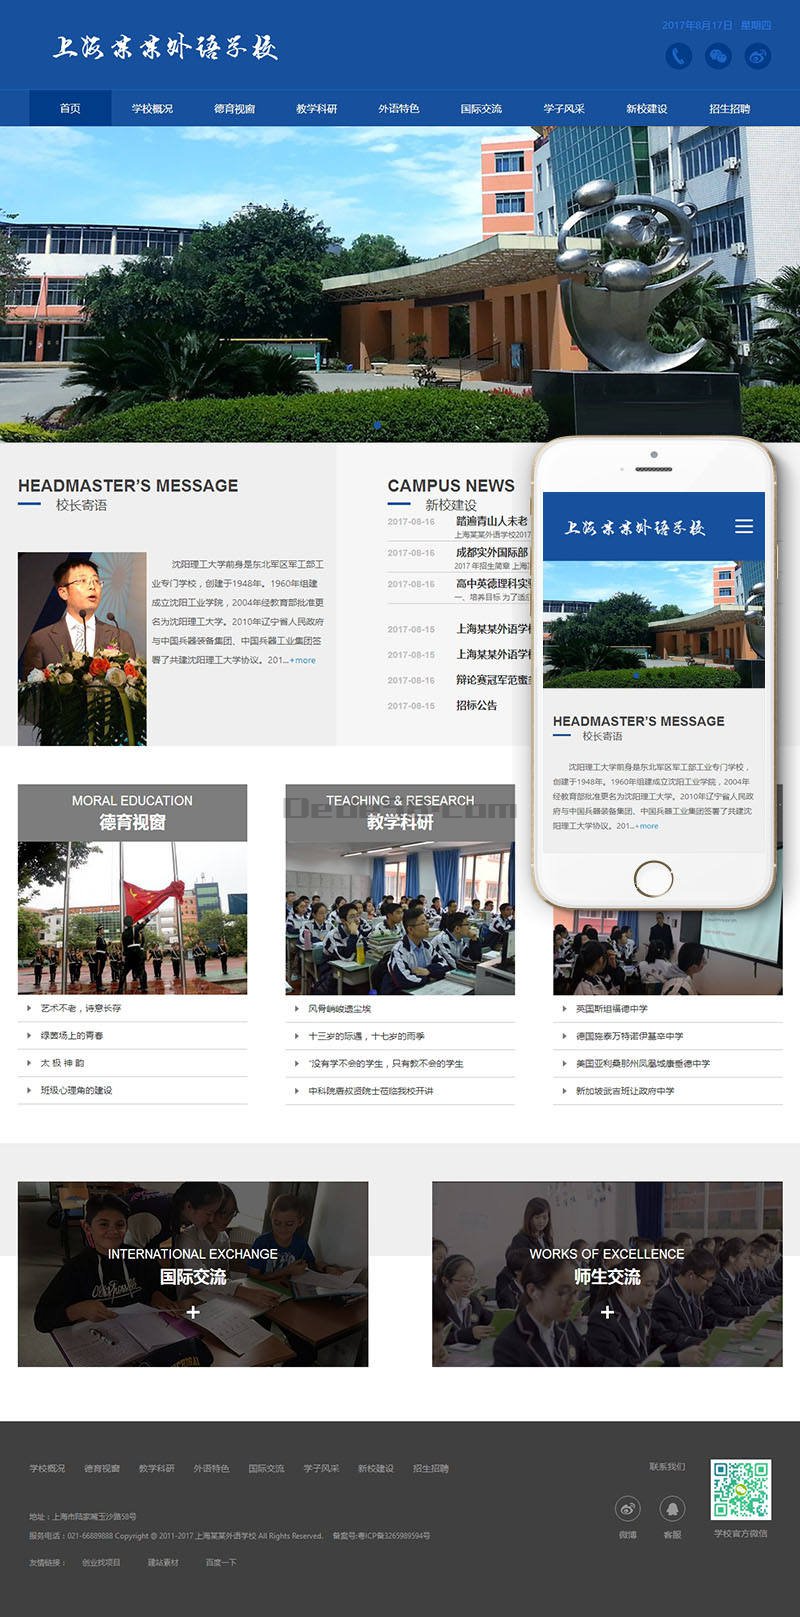 2017年8月17日 星期四
上海某某外语学校
首页 学校概况 德育视窗 教学科研 外语特色 国际交流 学子风采 新校建设 招生招聘
HEADMASTER'S MESSAGE
校长寄语
沈阳理工大学前身是东北军区军工部工
业专门学校，创建于1948年。1960年组建
成立沈阳工业学院，2004年经教育部批准更
名为沈阳理工大学。2010年辽宁省人民政府
与中国兵器装备集团、中国兵器工业集团签
署了共建沈阳理工大学协议。201...+more
CAMPUS NEWS
新校建设
2017-08-16 踏遍青山人未老
上海某某外语学校2017
2017-08-16 成都实外国际部
2017 年招生简章 上海
2017-08-16 高中英德理科实
一、培养目标 为了适应
2017-08-15 上海某某外语学校
2017-08-15 上海某某外语学校
2017-08-16 辩论赛冠军范蜜
2017-08-15 招标公告
上海某某外语学校
HEADMASTER'S MESSAGE
校长寄语
沈阳理工大学前身是东北军区军工部工业专门学校，
创建于1948年。1960年组建成立沈阳工业学院，2004年
经教育部批准更名为沈阳理工大学。2010年辽宁省人民政
府与中国兵器装备集团、中国兵器工业集团签署了共建沈
阳理工大学协议。201...+more
MORAL EDUCATION
德育视窗
艺术不老，诗意长存
绿茵场上的青春
太 极 神 韵
班级心理角的建设
TEACHING & RESEARCH
教学科研
风骨峭峻遗尘埃
十三岁的际遇，十七岁的雨季
“没有学不会的学生，只有教不会的学生
中科院唐叔贤院士莅临我校开讲
英国斯坦福德中学
德国施泰万特诺伊基辛中学
美国亚利桑那州凤凰城康垂德中学
新加坡武吉班让政府中学
INTERNATIONAL EXCHANGE
国际交流
+
WORKS OF EXCELLENCE
师生交流
+
学校概况 德育视窗 教学科研 外语特色 国际交流 学子风采 新校建设 招生招聘
地址：上海市陆家嘴玉沙路58号
服务电话：021-66889888 Copyright © 2011-2017 上海某某外语学校 All Rights Reserved. 备案号:粤ICP备3265989594号
友情链接： 创业找项目 建站素材 百度一下
联系我们
微博 客服
学校官方微信